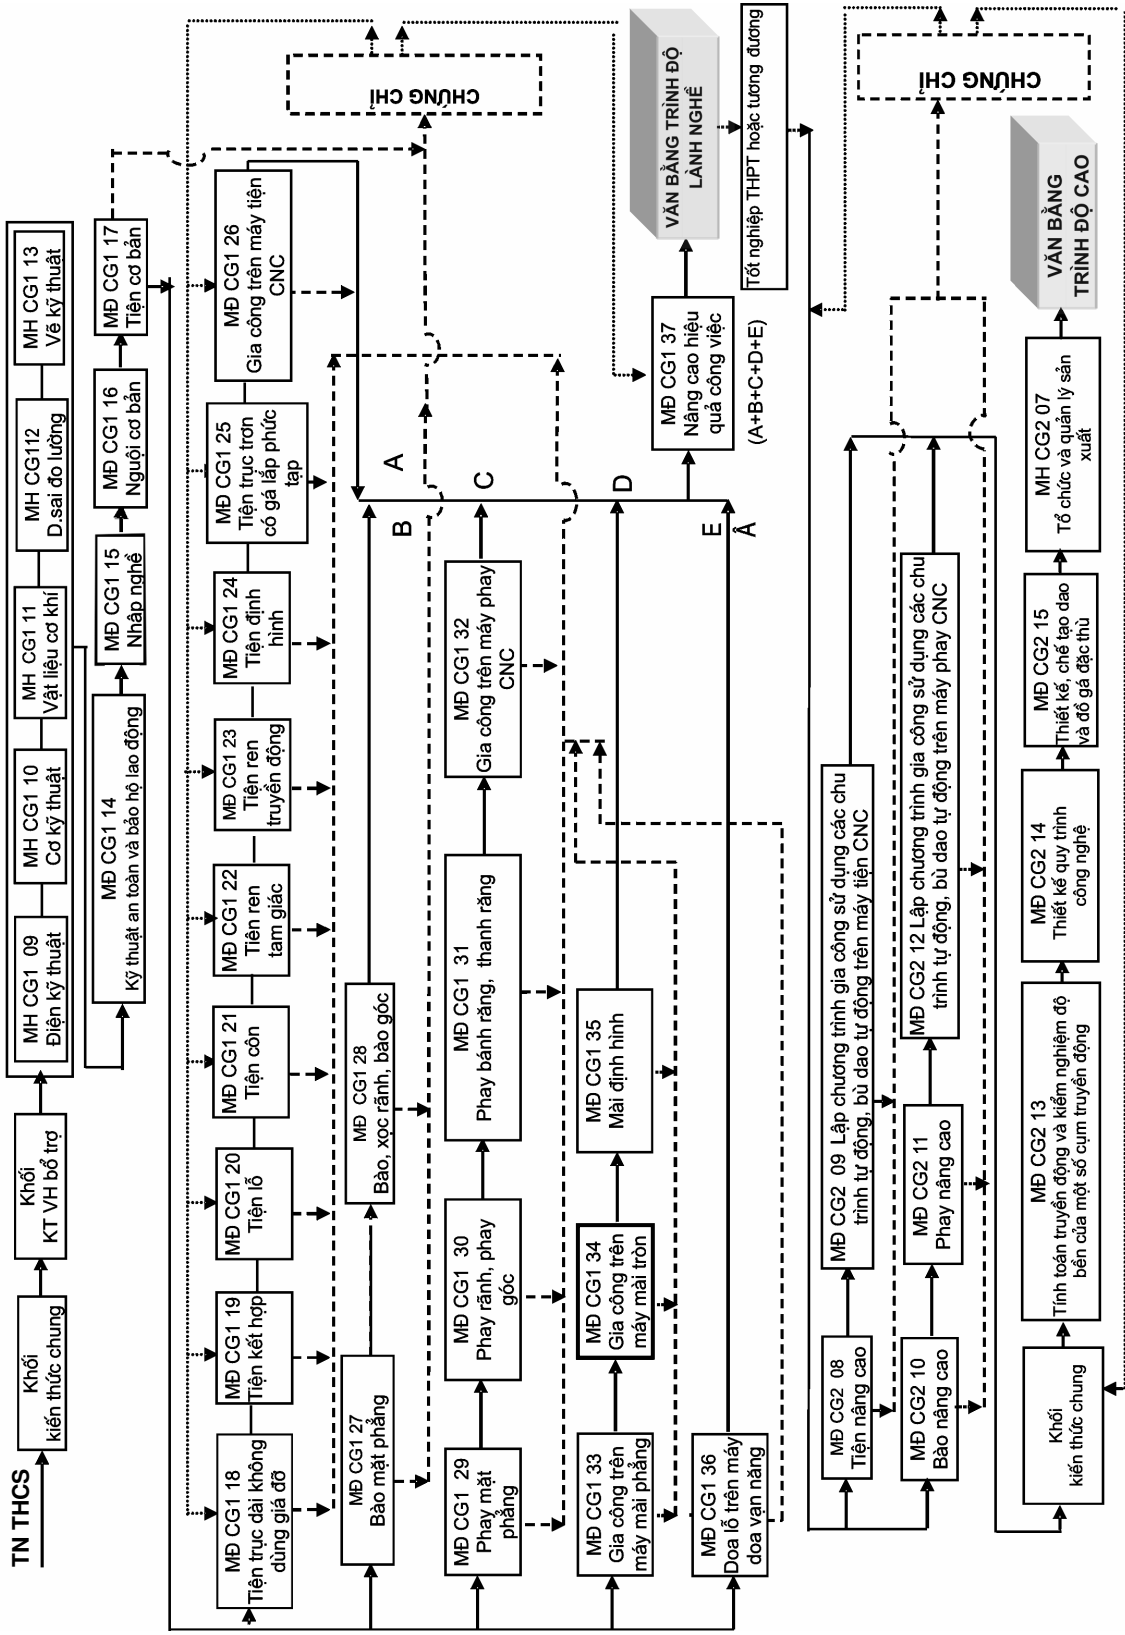 TN THCS
Khối
kiến thức chung
Khối
KT VH bổ trợ
MH CG1 09
Điện kỹ thuật
MH CG1 10
Cơ kỹ thuật
MH CG1 11
Vật liệu cơ khí
MH CG112
D.sai đo lường
MH CG1 13
Vẽ kỹ thuật
MĐ CG1 14
Kỹ thuật an toàn và bảo hộ lao động
MĐ CG1 15
Nhập nghề
MĐ CG1 16
Nguội cơ bản
MĐ CG1 17
Tiện cơ bản
MĐ CG1 18
Tiện trục dài không
dùng giá đỡ
MĐ CG1 19
Tiện kết hợp
MĐ CG1 20
Tiện lỗ
MĐ CG1 21
Tiện côn
MĐ CG1 22
Tiên ren
tam giác
MĐ CG1 23
Tiện ren
truyền động
MĐ CG1 24
Tiện định
hình
MĐ CG1 25
Tiện trục trơn
có gá lắp phức
tạp
MĐ CG1 26
Gia công trên máy tiện
CNC
CHỨNG CHỈ
MĐ CG1 27
Bào mặt phẳng
MĐ CG1 28
Bào, xọc rãnh, bào góc
A
B
MĐ CG1 29
Phay mặt
phẳng
MĐ CG1 30
Phay rãnh, phay
góc
MĐ CG1 31
Phay bánh răng, thanh răng
MĐ CG1 32
Gia công trên máy phay
CNC
C
MĐ CG1 33
Gia công trên
máy mài phẳng
MĐ CG1 34
Gia công trên
máy mài tròn
MĐ CG1 35
Mài định hình
D
MĐ CG1 36
Doa lỗ trên máy
doa vạn năng
E
Â
MĐ CG1 37
Nâng cao hiệu
quả công việc
(A+B+C+D+E)
VĂN BẰNG TRÌNH ĐỘ
LÀNH NGHỀ
Tốt nghiệp THPT hoặc tương đương
MĐ CG2 08
Tiện nâng cao
MĐ CG2 09 Lập chương trình gia công sử dụng các chu
trình tự động, bù dao tự động trên máy tiện CNC
MĐ CG2 10
Bào nâng cao
MĐ CG2 11
Phay nâng cao
MĐ CG2 12 Lập chương trình gia công sử dụng các chu
trình tự động, bù dao tự động trên máy phay CNC
CHỨNG CHỈ
Khối
kiến thức chung
MĐ CG2 13
Tính toán truyền động và kiểm nghiệm độ
bền của một số cụm truyền động
MĐ CG2 14
Thiết kế quy trình
công nghệ
MĐ CG2 15
Thiết kế, chế tạo dao
và đồ gá đặc thù
MH CG2 07
Tổ chức và quản lý sản
xuất
VĂN BẰNG
TRÌNH ĐỘ CAO